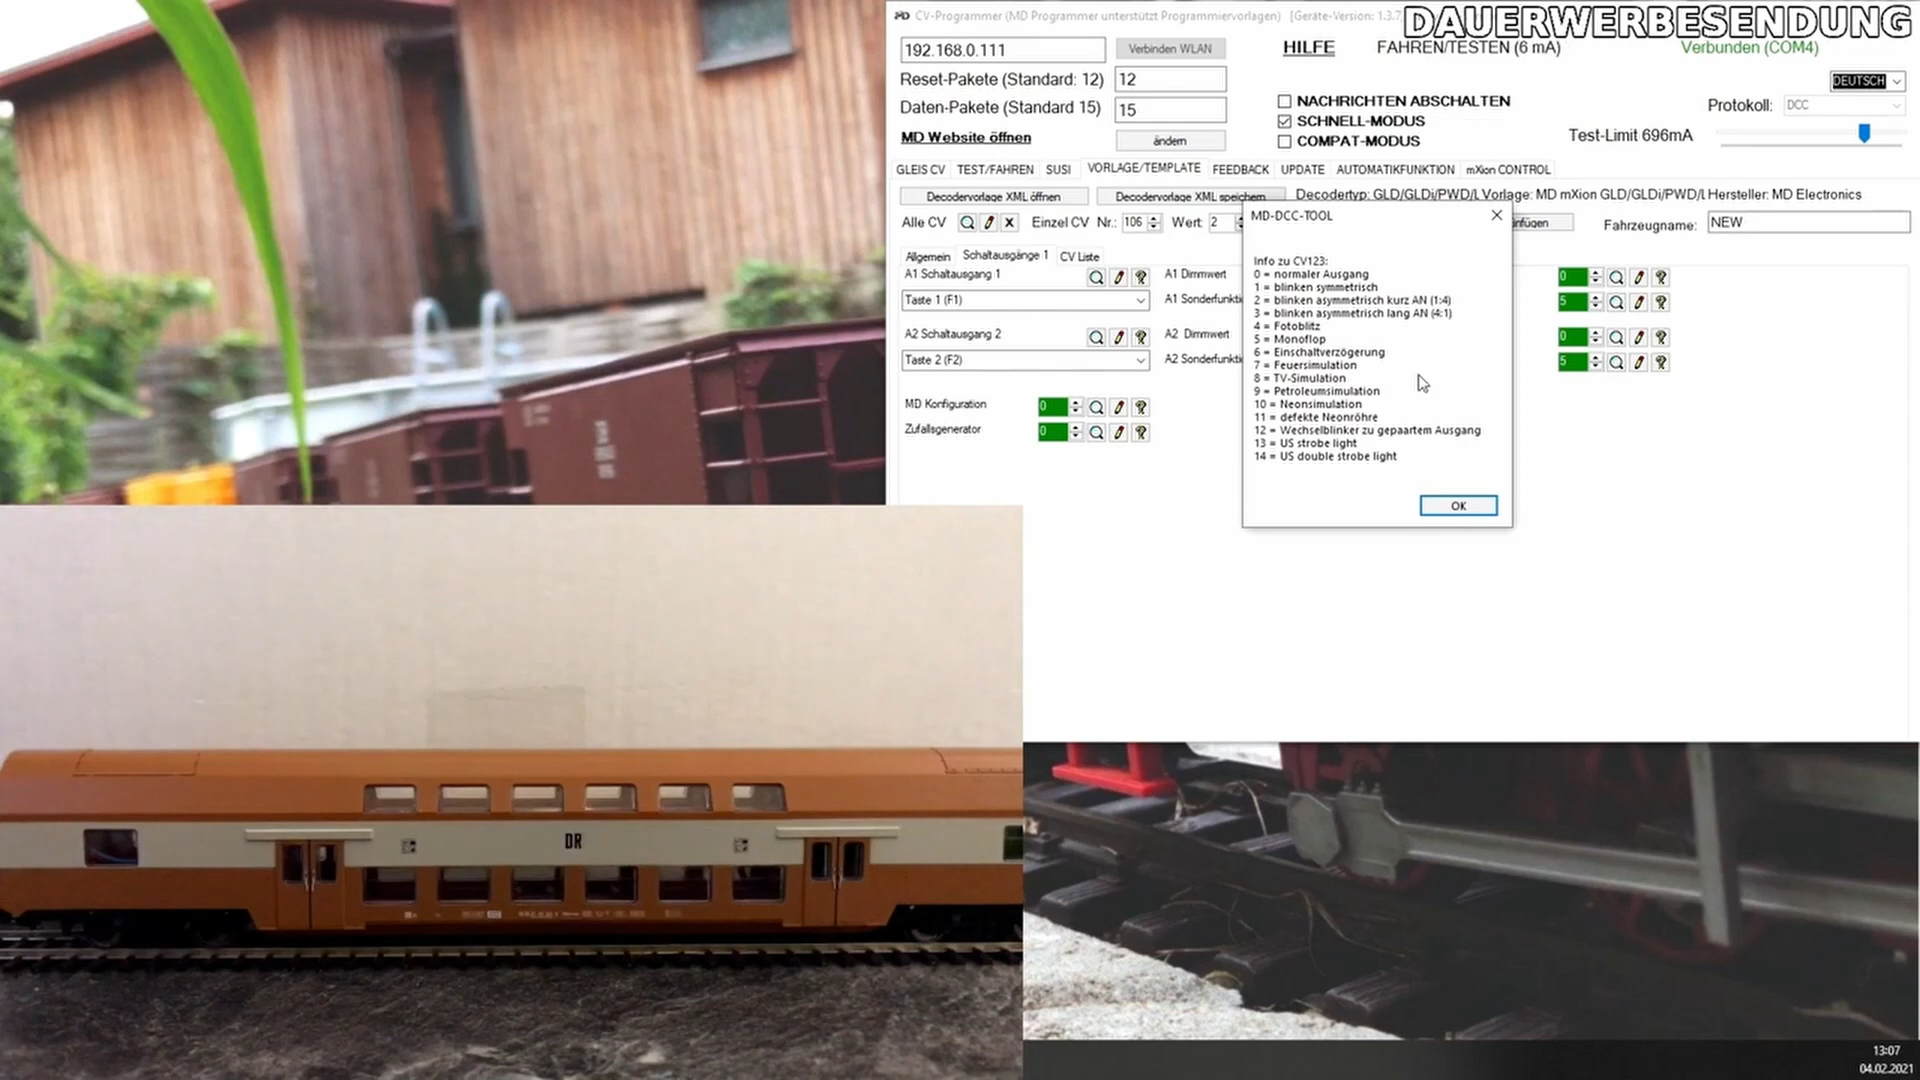 CV-Programmer (MD Programmer unterstützt Programmiervorlagen) [Geräte-Version: 1.3.7
DAUERWERBESENDUNG
192.168.0.111
Verbinden WLAN
HILFE
FAHREN/TESTEN (6 mA)
Verbunden (COM4)
Reset-Pakete (Standard: 12)
12
DEUTSCH
Daten-Pakete (Standard 15)
15
NACHRICHTEN ABSCHALTEN
Protokoll:
DCC
SCHNELL-MODUS
MD Website öffnen
ändern
COMPAT-MODUS
Test-Limit 696mA
GLEIS CV
TEST/FAHREN
SUSI
VORLAGE/TEMPLATE
FEEDBACK
UPDATE
AUTOMATIKFUNKTION
mXion CONTROL
Decodervorlage XML öffnen
Decodervorlage XML speichern
Decodertyp: GLD/GLDi/PWD/L
Vorlage: MD mXion GLD/GLDi/PWD/L
Hersteller: MD Electronics
Alle CV
X
Einzel CV
Nr.:
106
Wert:
2
nfügen
Fahrzeugname:
NEW
Allgemein
Schaltausgänge 1
CV Liste
A1 Schaltausgang 1
A1 Dimmwert
0
Taste 1 (F1)
A1 Sonderfunkti
5
A2 Schaltausgang 2
A2 Dimmwert
0
Taste 2 (F2)
A2 Sonderfunkti
5
MD Konfiguration
0
Zufallsgenerator
0
MD-DCC-TOOL
Info zu CV123:
0 = normaler Ausgang
1 = blinken symmetrisch
2 = blinken asymmetrisch kurz AN (1:4)
3 = blinken asymmetrisch lang AN (4:1)
4 = Fotoblitz
5 = Monoflop
6 = Einschaltverzögerung
7 = Feuersimulation
8 = TV-Simulation
9 = Petroleumsimulation
10 = Neonsimulation
11 = defekte Neonröhre
12 = Wechselblinker zu gepaartem Ausgang
13 = US strobe light
14 = US double strobe light
OK
DR
13:07
04.02.2021